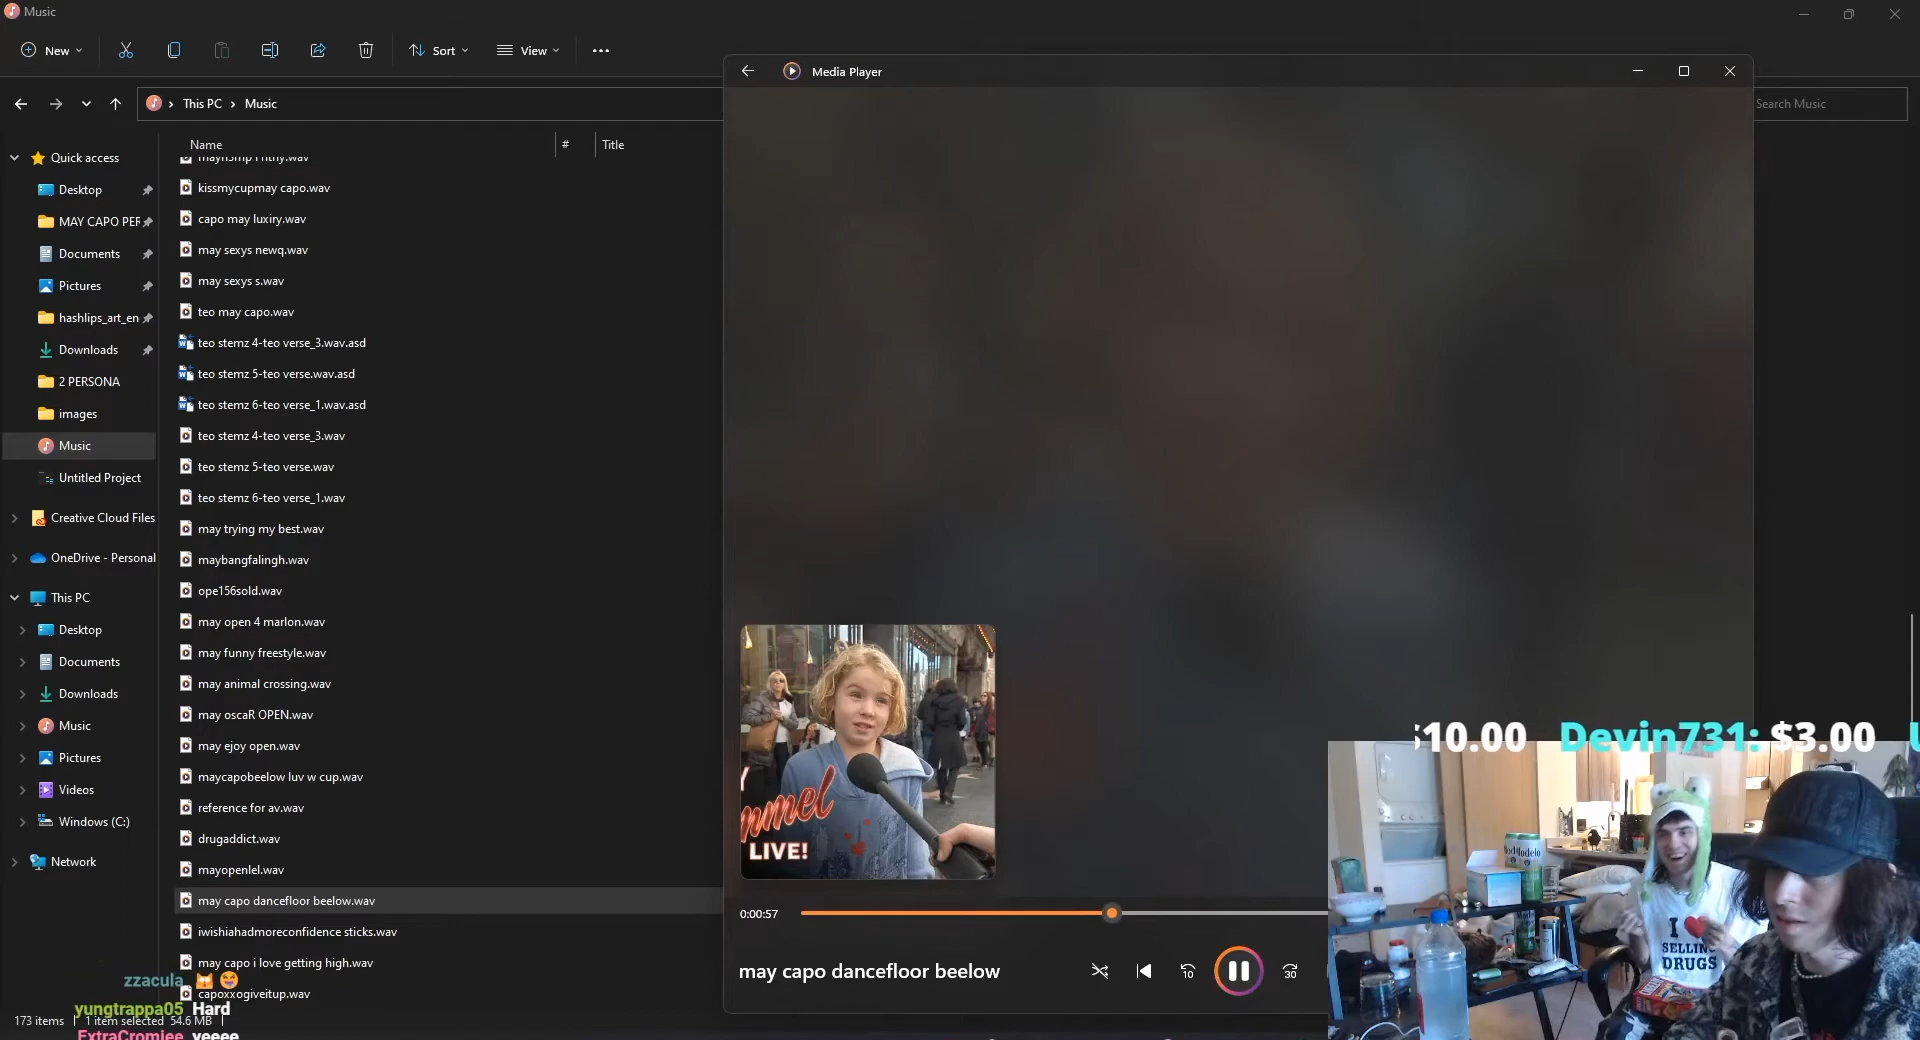 Music
New
Sort
View
This PC
Music
Search Music
Name
#
Title
Quick access
Desktop
MAY CAPO PER
Documents
Pictures
hashlips_art_en
Downloads
2 PERSONA
images
Music
Untitled Project
Creative Cloud Files
OneDrive - Personal
This PC
Desktop
Documents
Downloads
Music
Pictures
Videos
Windows (C:)
Network
kissmycupmay capo.wav
capo may luxiry.wav
may sexys newq.wav
may sexys s.wav
teo may capo.wav
teo stemz 4-teo verse_3.wav.asd
teo stemz 5-teo verse.wav.asd
teo stemz 6-teo verse_1.wav.asd
teo stemz 4-teo verse_3.wav
teo stemz 5-teo verse.wav
teo stemz 6-teo verse_1.wav
may trying my best.wav
maybangfalingh.wav
ope156sold.wav
may open 4 marlon.wav
may funny freestyle.wav
may animal crossing.wav
may oscaR OPEN.wav
may ejoy open.wav
maycapobeelow luv w cup.wav
reference for av.wav
drugaddict.wav
mayopenlel.wav
may capo dancefloor beelow.wav
iwishiahadmoreconfidence sticks.wav
may capo i love getting high.wav
capoxxogiveitup.wav
zzacula
yungtrappa05 Hard
ExtraCromiee yeeee
173 items
1 item selected 54.6 MB
Media Player
mmel
LIVE!
0:00:57
may capo dancefloor beelow
10
30
$10.00 Devin731: $3.00
Modelo
I
SELLING
DRUGS